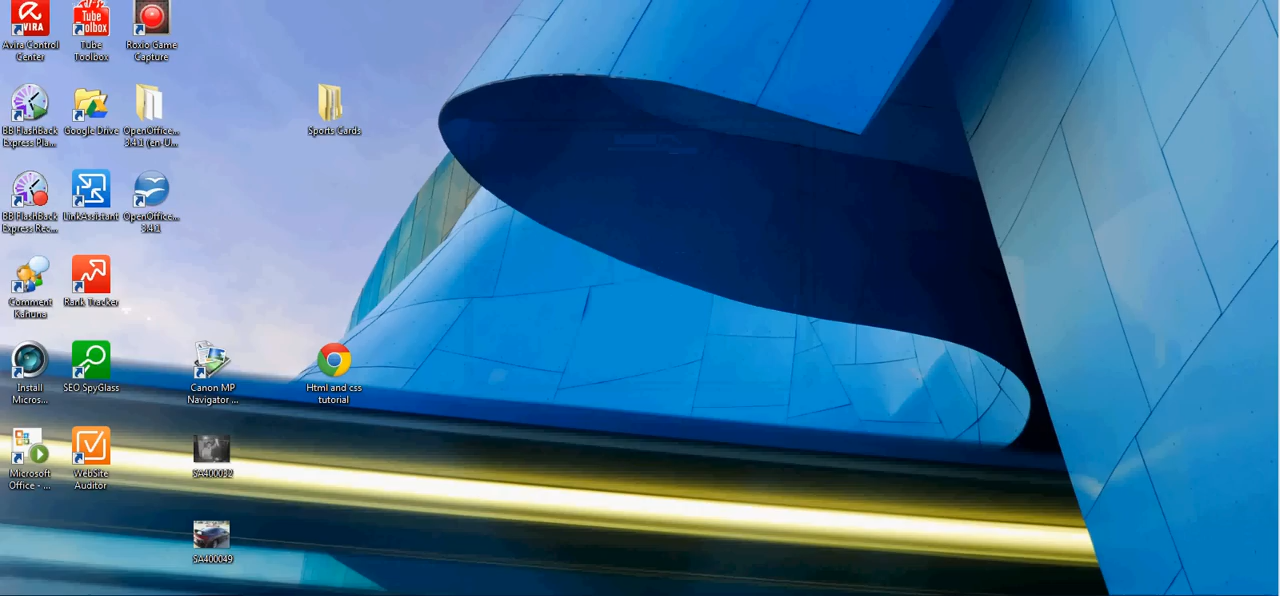 AVIRA
Avira Control
Center
Tube
Toolbox
Tube
Toolbox
Roxio Game
Capture
BB FlashBack
Express Pla...
Google Drive
OpenOffice...
3.4.1 (en-U...
Sports Cards
BB FlashBack
Express Rec...
LinkAssistant
OpenOffice...
3.4.1
Comment
Kahuna
Rank Tracker
Install
Micros...
SEO SpyGlass
Canon MP
Navigator ...
Html and css
tutorial
Microsoft
Office - ...
WebSite
Auditor
SA400032
SA400049